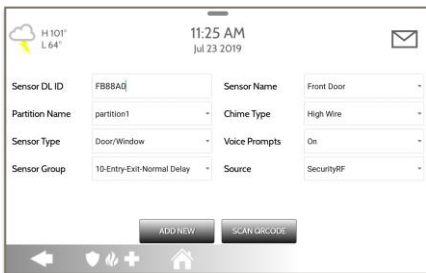 H 101°
L 64°
11:25 AM
Jul 23 2019
Sensor DL ID FB88A0 Sensor Name Front Door
Partition Name partition1 Chime Type High Wire
Sensor Type Door/Window Voice Prompts On
Sensor Group 10-Entry-Exit-Normal Delay Source SecurityRF
ADD NEW SCAN QRCODE